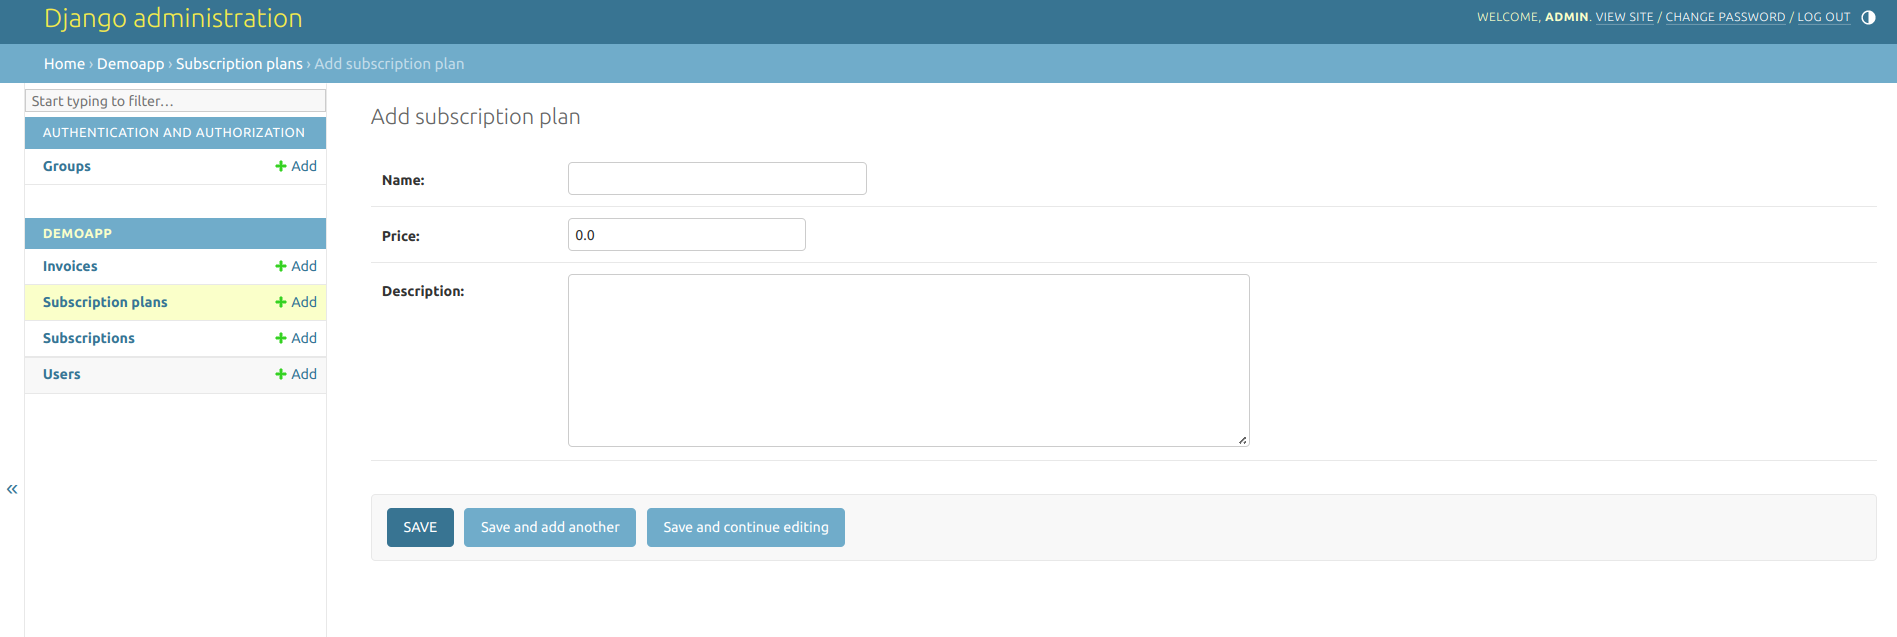 Django administration
WELCOME, ADMIN. VIEW SITE / CHANGE PASSWORD / LOG OUT
Home › Demoapp › Subscription plans › Add subscription plan
Start typing to filter...
AUTHENTICATION AND AUTHORIZATION
Groups + Add
DEMOAPP
Invoices + Add
Subscription plans + Add
Subscriptions + Add
Users + Add
«
Add subscription plan
Name:
Price: 0.0
Description:
SAVE Save and add another Save and continue editing